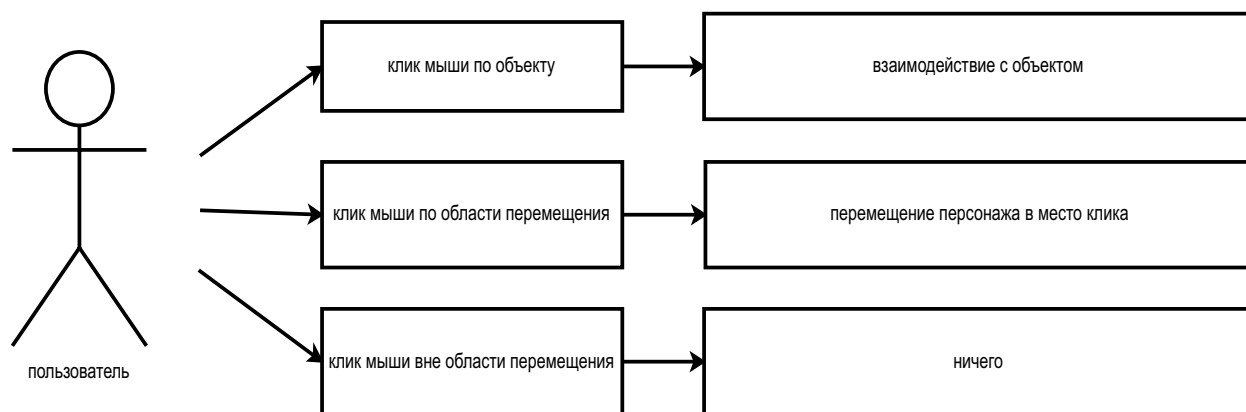 клик мыши по объекту
взаимодействие с объектом
клик мыши по области перемещения
перемещение персонажа в место клика
клик мыши вне области перемещения
ничего
пользователь